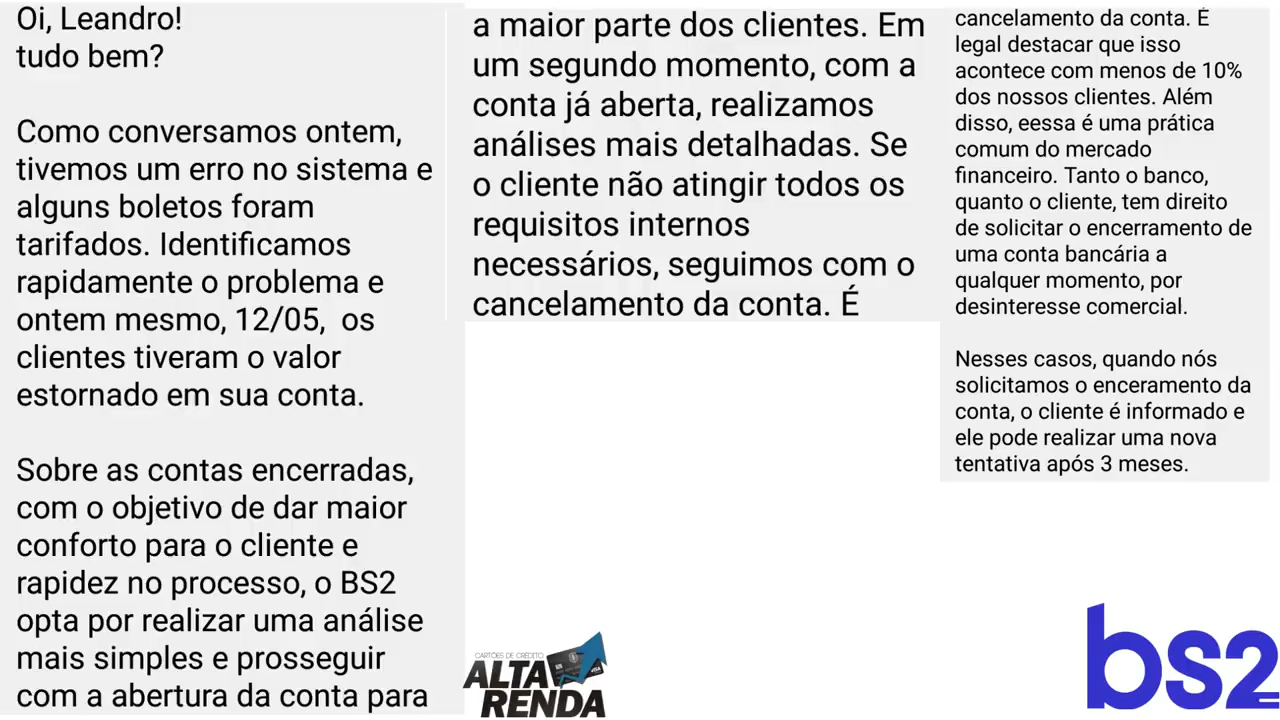 Oi, Leandro!
tudo bem?
Como conversamos ontem,
tivemos um erro no sistema e
alguns boletos foram
tarifados. Identificamos
rapidamente o problema e
ontem mesmo, 12/05, os
clientes tiveram o valor
estornado em sua conta.
Sobre as contas encerradas,
com o objetivo de dar maior
conforto para o cliente e
rapidez no processo, o BS2
opta por realizar uma análise
mais simples e prosseguir
com a abertura da conta para
a maior parte dos clientes. Em
um segundo momento, com a
conta já aberta, realizamos
análises mais detalhadas. Se
o cliente não atingir todos os
requisitos internos
necessários, seguimos com o
cancelamento da conta. É
cancelamento da conta. É
legal destacar que isso
acontece com menos de 10%
dos nossos clientes. Além
disso, eessa é uma prática
comum do mercado
financeiro. Tanto o banco,
quanto o cliente, tem direito
de solicitar o encerramento de
uma conta bancária a
qualquer momento, por
desinteresse comercial.
Nesses casos, quando nós
solicitamos o enceramento da
conta, o cliente é informado e
ele pode realizar uma nova
tentativa após 3 meses.
CARTÕES DE CRÉDITO
ALTA
RENDA
VISA
bs2